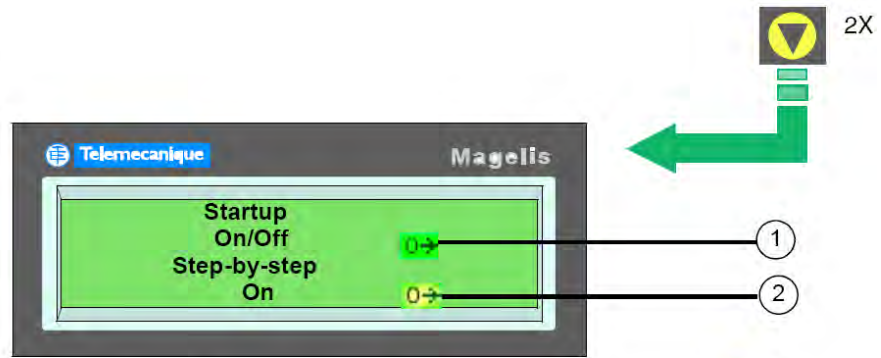 2X
Telemecanique
Magelis
Startup
On/Off 0→ 1
Step-by-step
On 0→ 2